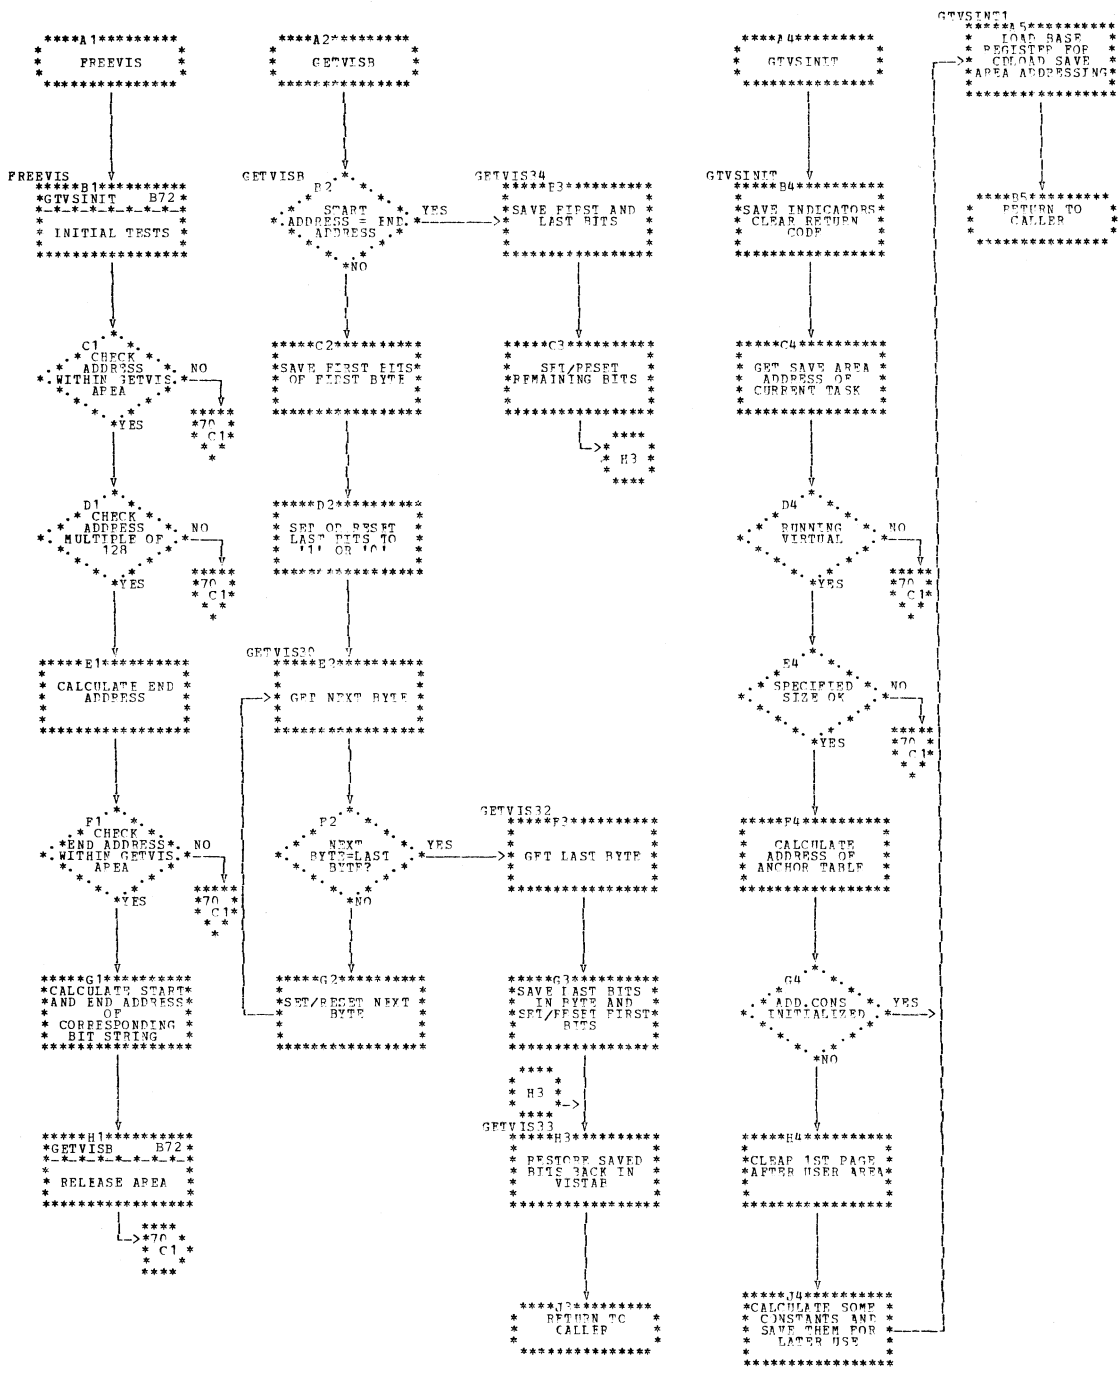 A1
FREEVIS
FREEVIS
B1
GTVSINIT B72
INITIAL TESTS
C1
CHECK
ADDRESS
WITHIN GETVIS
AREA
NO
YES
70
C1
D1
CHECK
ADDRESS
MULTIPLE OF
128
NO
YES
70
C1
E1
CALCULATE END
ADDRESS
F1
CHECK
END ADDRESS
WITHIN GETVIS
AREA
NO
YES
70
C1
G1
CALCULATE START
AND END ADDRESS
OF
CORRESPONDING
BIT STRING
H1
GETVISB B72
RELEASE AREA
70
C1
A2
GETVISB
GETVISB
B2
START
ADDRESS = END
ADDRESS
YES
NO
C2
SAVE FIRST BITS
OF FIRST BYTE
D2
SET OR RESET
LAST BITS TO
'1' OR '0'
GETVIS30
E2
GET NEXT BYTE
F2
NEXT
BYTE=LAST
BYTE?
YES
NO
G2
SET/RESET NEXT
BYTE
GETVIS34
B3
SAVE FIRST AND
LAST BITS
C3
SET/RESET
REMAINING BITS
H3
GETVIS32
F3
GET LAST BYTE
G3
SAVE LAST BITS
IN BYTE AND
SET/RESET FIRST
BITS
H3
GETVIS33
H3
RESTORE SAVED
BITS BACK IN
VISTAB
J3
RETURN TO
CALLER
A4
GTVSINIT
GTVSINIT
B4
SAVE INDICATORS
CLEAR RETURN
CODE
C4
GET SAVE AREA
ADDRESS OF
CURRENT TASK
D4
RUNNING
VIRTUAL
NO
YES
70
C1
E4
SPECIFIED
SIZE OK
NO
YES
70
C1
F4
CALCULATE
ADDRESS OF
ANCHOR TABLE
G4
ADD.CONS
INITIALIZED
YES
NO
H4
CLEAR 1ST PAGE
AFTER USER AREA
J4
CALCULATE SOME
CONSTANTS AND
SAVE THEM FOR
LATER USE
GTVSINT1
A5
LOAD BASE
REGISTER FOR
CDLOAD SAVE
AREA ADDRESSING
B5
RETURN TO
CALLER